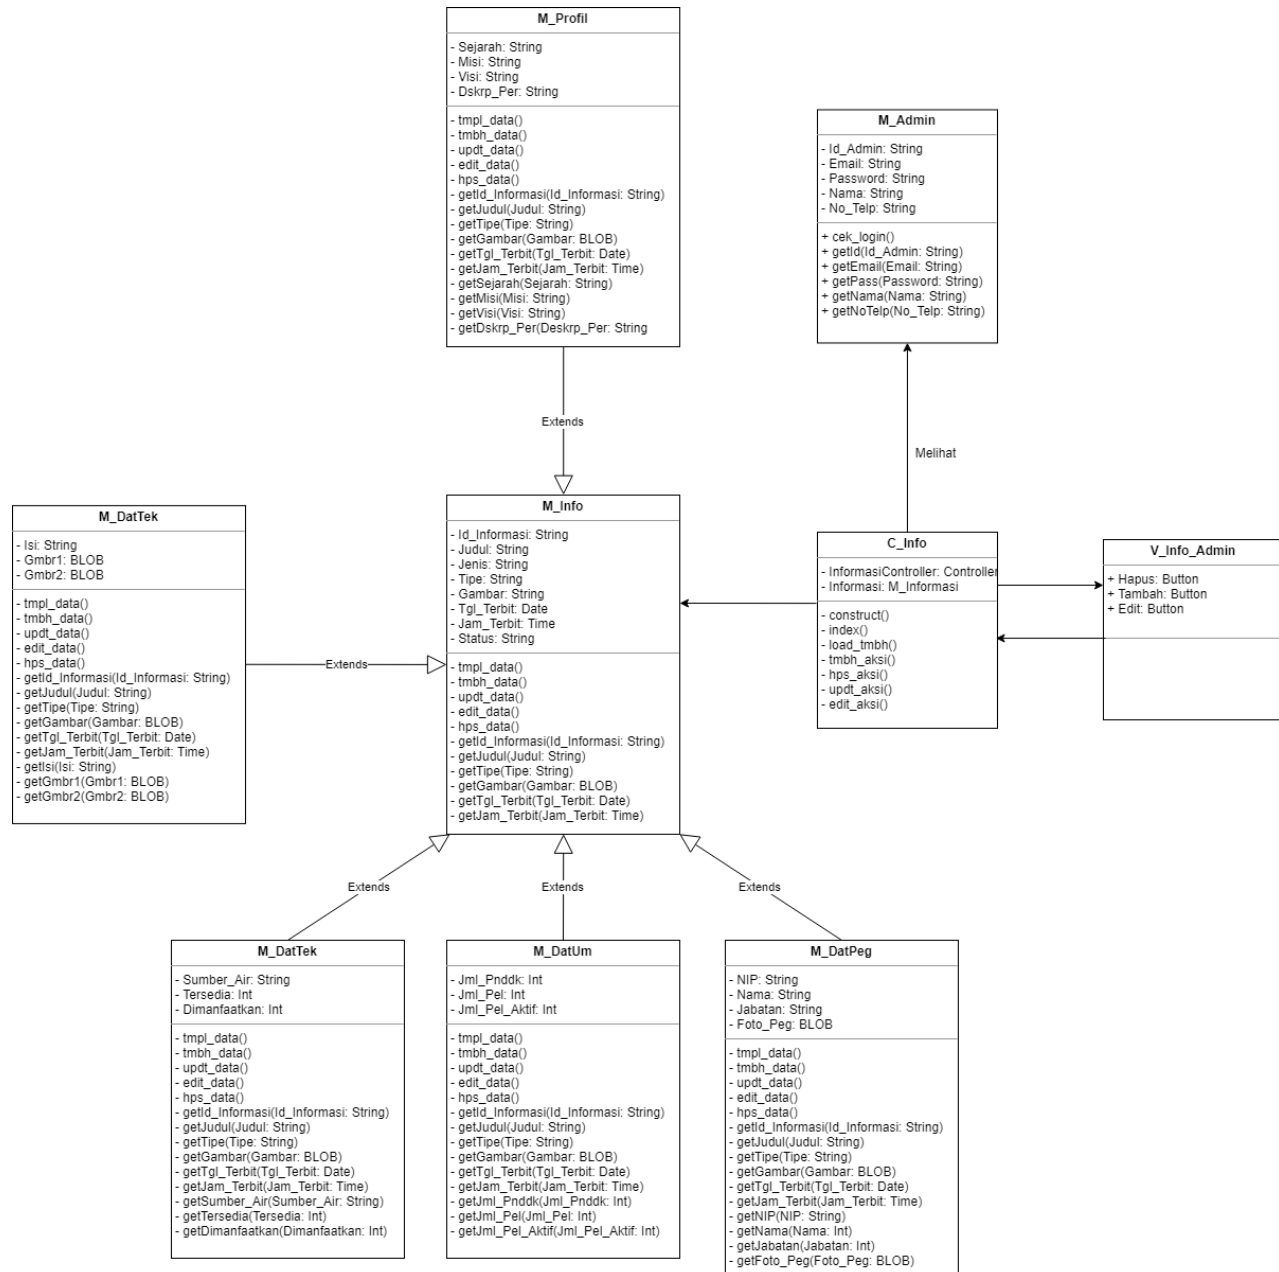 M_Profil
- Sejarah: String
- Misi: String
- Visi: String
- Dskrp_Per: String
- tmpl_data()
- tmbh_data()
- updt_data()
- edit_data()
- hps_data()
- getId_Informasi(Id_Informasi: String)
- getJudul(Judul: String)
- getTipe(Tipe: String)
- getGambar(Gambar: BLOB)
- getTgl_Terbit(Tgl_Terbit: Date)
- getJam_Terbit(Jam_Terbit: Time)
- getSejarah(Sejarah: String)
- getMisi(Misi: String)
- getVisi(Visi: String)
- getDskrp_Per(Deskrp_Per: String
M_Admin
- Id_Admin: String
- Email: String
- Password: String
- Nama: String
- No_Telp: String
+ cek_login()
+ getId(Id_Admin: String)
+ getEmail(Email: String)
+ getPass(Password: String)
+ getNama(Nama: String)
+ getNoTelp(No_Telp: String)
Extends
Melihat
M_DatTek
- Isi: String
- Gmbr1: BLOB
- Gmbr2: BLOB
- tmpl_data()
- tmbh_data()
- updt_data()
- edit_data()
- hps_data()
- getId_Informasi(Id_Informasi: String)
- getJudul(Judul: String)
- getTipe(Tipe: String)
- getGambar(Gambar: BLOB)
- getTgl_Terbit(Tgl_Terbit: Date)
- getJam_Terbit(Jam_Terbit: Time)
- getIsi(Isi: String)
- getGmbr1(Gmbr1: BLOB)
- getGmbr2(Gmbr2: BLOB)
Extends
M_Info
- Id_Informasi: String
- Judul: String
- Jenis: String
- Tipe: String
- Gambar: String
- Tgl_Terbit: Date
- Jam_Terbit: Time
- Status: String
- tmpl_data()
- tmbh_data()
- updt_data()
- edit_data()
- hps_data()
- getId_Informasi(Id_Informasi: String)
- getJudul(Judul: String)
- getTipe(Tipe: String)
- getGambar(Gambar: BLOB)
- getTgl_Terbit(Tgl_Terbit: Date)
- getJam_Terbit(Jam_Terbit: Time)
C_Info
- InformasiController: Controller
- Informasi: M_Informasi
- construct()
- index()
- load_tmbh()
- tmbh_aksi()
- hps_aksi()
- updt_aksi()
- edit_aksi()
V_Info_Admin
+ Hapus: Button
+ Tambah: Button
+ Edit: Button
Extends
Extends
Extends
M_DatTek
- Sumber_Air: String
- Tersedia: Int
- Dimanfaatkan: Int
- tmpl_data()
- tmbh_data()
- updt_data()
- edit_data()
- hps_data()
- getId_Informasi(Id_Informasi: String)
- getJudul(Judul: String)
- getTipe(Tipe: String)
- getGambar(Gambar: BLOB)
- getTgl_Terbit(Tgl_Terbit: Date)
- getJam_Terbit(Jam_Terbit: Time)
- getSumber_Air(Sumber_Air: String)
- getTersedia(Tersedia: Int)
- getDimanfaatkan(Dimanfaatkan: Int)
M_DatUm
- Jml_Pnddk: Int
- Jml_Pel: Int
- Jml_Pel_Aktif: Int
- tmpl_data()
- tmbh_data()
- updt_data()
- edit_data()
- hps_data()
- getId_Informasi(Id_Informasi: String)
- getJudul(Judul: String)
- getTipe(Tipe: String)
- getGambar(Gambar: BLOB)
- getTgl_Terbit(Tgl_Terbit: Date)
- getJam_Terbit(Jam_Terbit: Time)
- getJml_Pnddk(Jml_Pnddk: Int)
- getJml_Pel(Jml_Pel: Int)
- getJml_Pel_Aktif(Jml_Pel_Aktif: Int)
M_DatPeg
- NIP: String
- Nama: String
- Jabatan: String
- Foto_Peg: BLOB
- tmpl_data()
- tmbh_data()
- updt_data()
- edit_data()
- hps_data()
- getId_Informasi(Id_Informasi: String)
- getJudul(Judul: String)
- getTipe(Tipe: String)
- getGambar(Gambar: BLOB)
- getTgl_Terbit(Tgl_Terbit: Date)
- getJam_Terbit(Jam_Terbit: Time)
- getNIP(NIP: String)
- getNama(Nama: Int)
- getJabatan(Jabatan: Int)
- getFoto_Peg(Foto_Peg: BLOB)